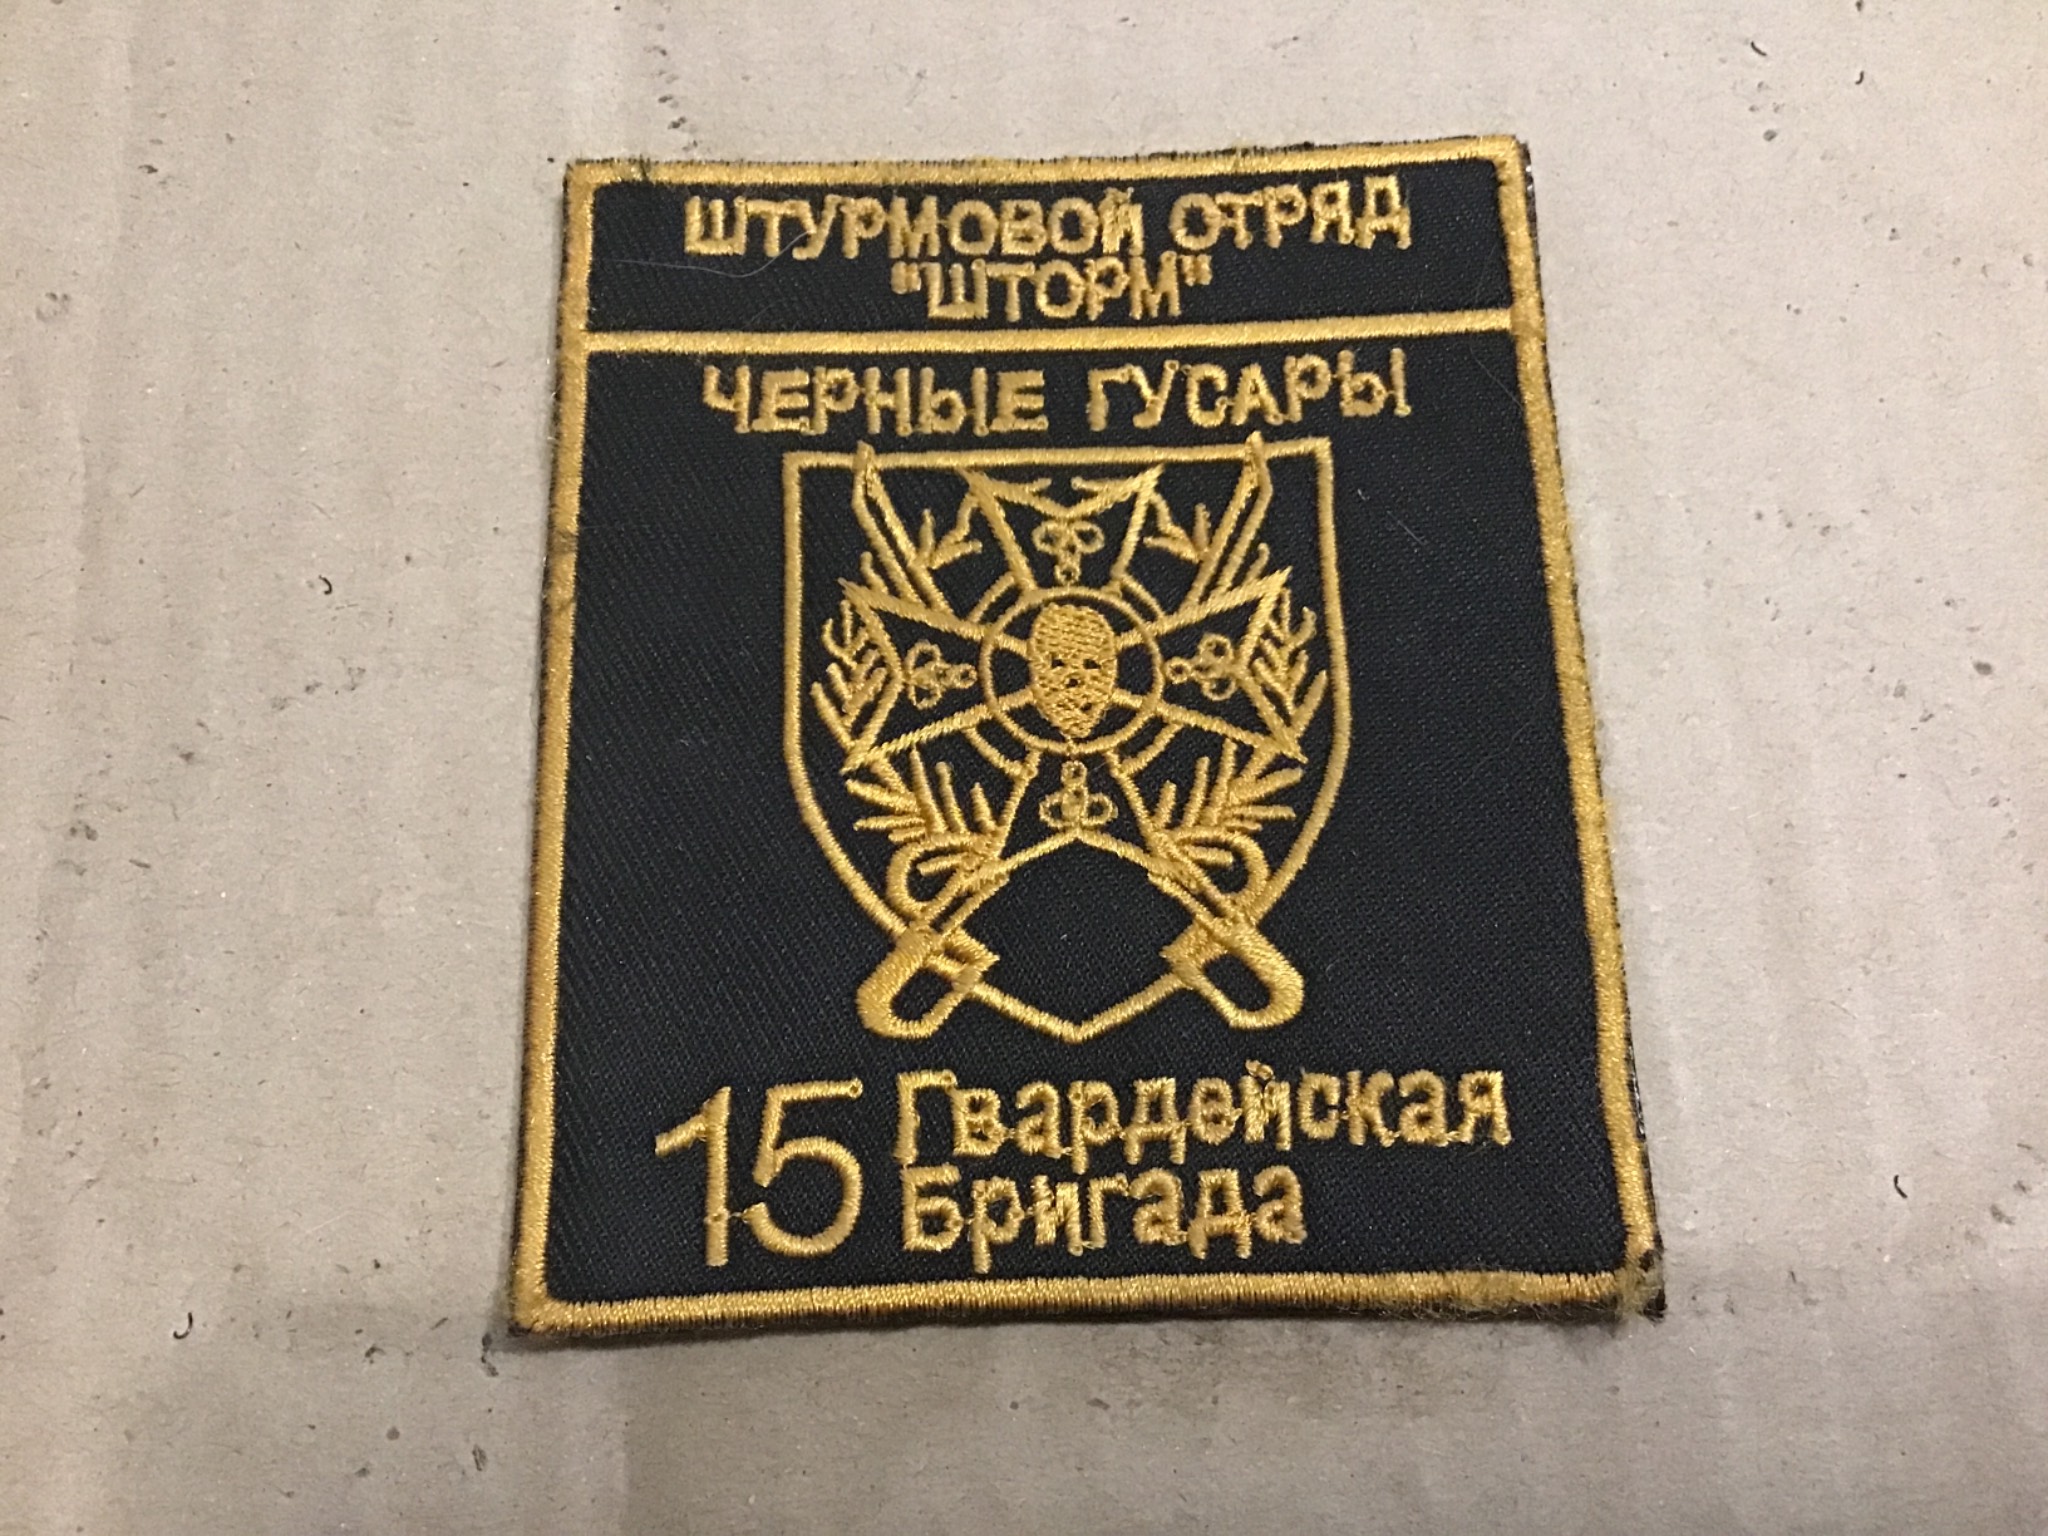 ШТУРМОВОЙ ОТРЯД
"ШТОРМ"
ЧЕРНЫЕ ГУСАРЫ
15 Гвардейская
Бригада